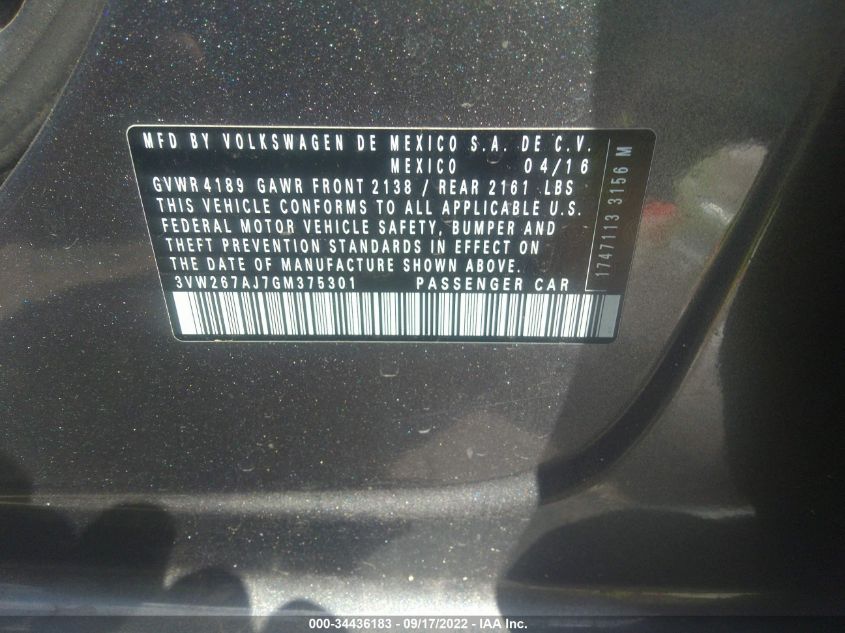 MFD BY VOLKSWAGEN DE MEXICO S.A. DE C.V.
MEXICO 04/16
GVWR 4189 GAWR FRONT 2138 / REAR 2161 LBS
THIS VEHICLE CONFORMS TO ALL APPLICABLE U.S.
FEDERAL MOTOR VEHICLE SAFETY, BUMPER AND
THEFT PREVENTION STANDARDS IN EFFECT ON
THE DATE OF MANUFACTURE SHOWN ABOVE.
3VW267AJ7GM375301 PASSENGER CAR
1747113 3156 M
000-34436183 - 09/17/2022 - IAA Inc.